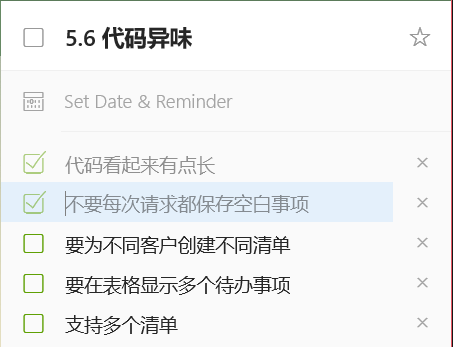 5.6 代码异味
Set Date & Reminder
代码看起来有点长
不要每次请求都保存空白事项
要为不同客户创建不同清单
要在表格显示多个待办事项
支持多个清单